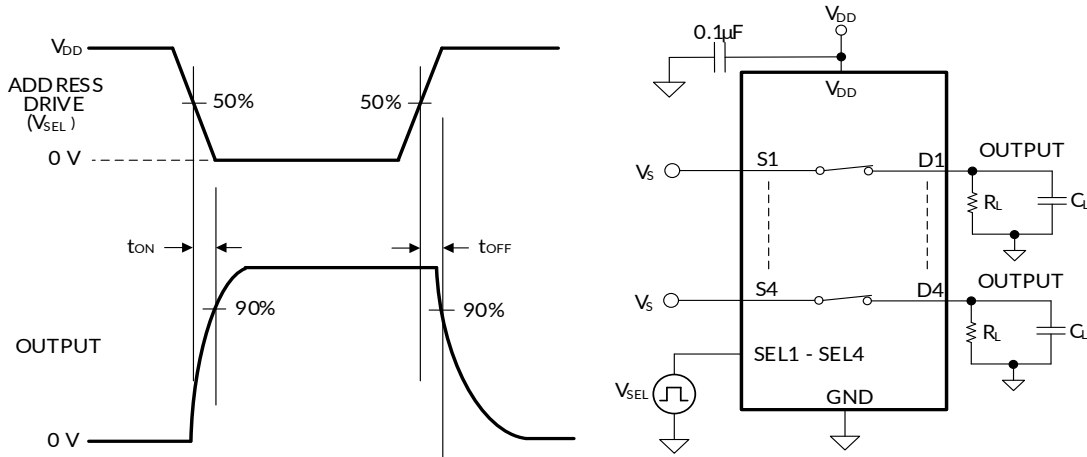 VDD
ADDRESS
DRIVE
(VSEL)
0 V
50%
50%
tON
tOFF
90%
90%
OUTPUT
0 V
VDD
0.1µF
VDD
VS
S1
D1
OUTPUT
RL
CL
VS
S4
D4
OUTPUT
RL
CL
SEL1 - SEL4
VSEL
GND